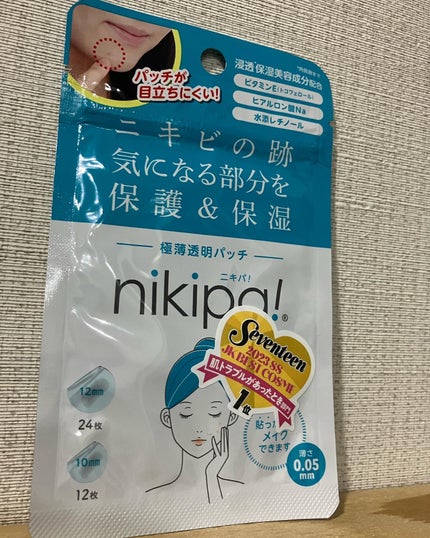 パッチが
目立ちにくい!
浸透*保湿美容成分配合
ビタミンE(トコフェロール)
ヒアルロン酸Na
水添レチノール
ニキビの跡
気になる部分を
保護&保湿
極薄透明パッチ
ニキパ!
nikipa!®
Seventeen
2023 SS
JK BEST COSME
肌トラブルがあったとき部門
1位
12mm
24枚
10mm
12枚
メイク
できます
薄さ
0.05
mm